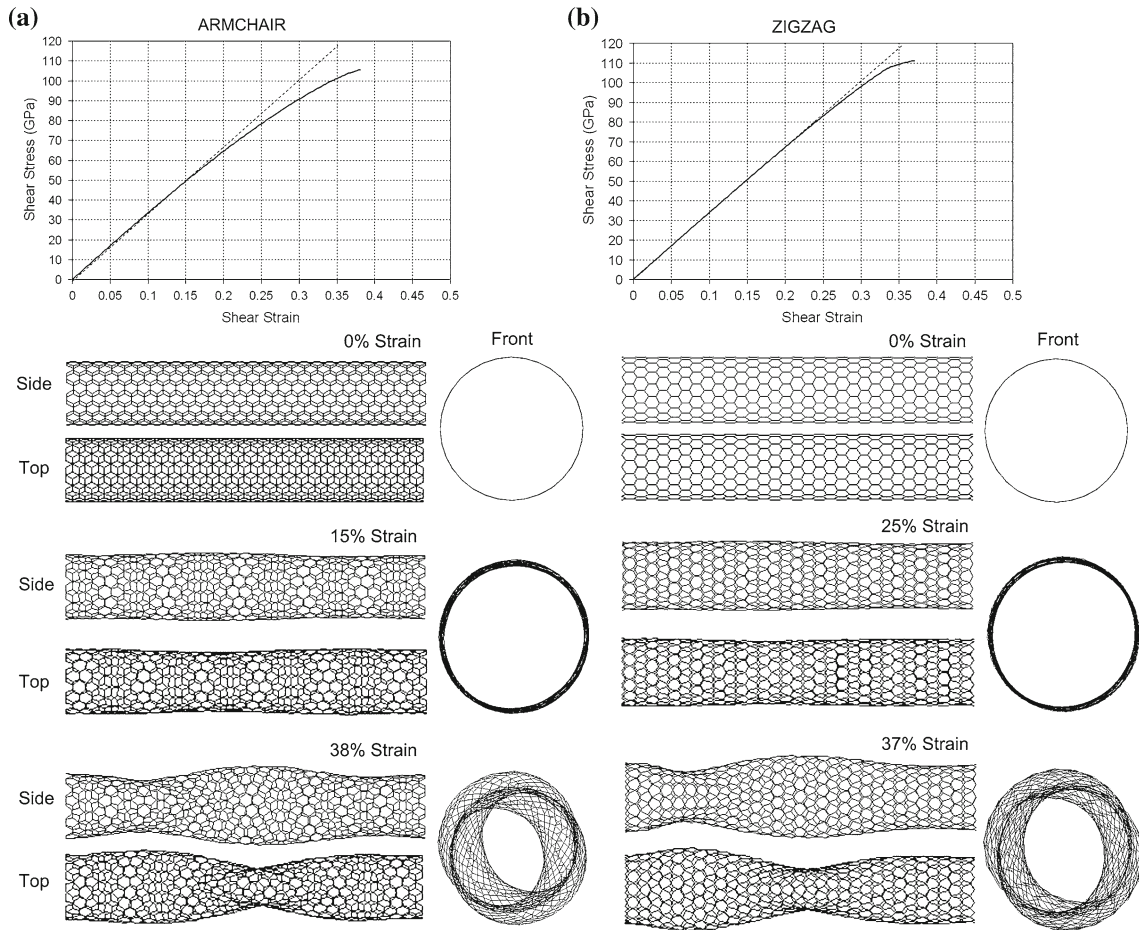 (a)
ARMCHAIR
Shear Stress (GPa)
120
110
100
90
80
70
60
50
40
30
20
10
0
0 0.05 0.1 0.15 0.2 0.25 0.3 0.35 0.4 0.45 0.5
Shear Strain
(b)
ZIGZAG
Shear Stress (GPa)
120
110
100
90
80
70
60
50
40
30
20
10
0
0 0.05 0.1 0.15 0.2 0.25 0.3 0.35 0.4 0.45 0.5
Shear Strain
0% Strain Front
Side
Top
15% Strain
Side
Top
38% Strain
Side
Top
0% Strain Front
25% Strain
37% Strain